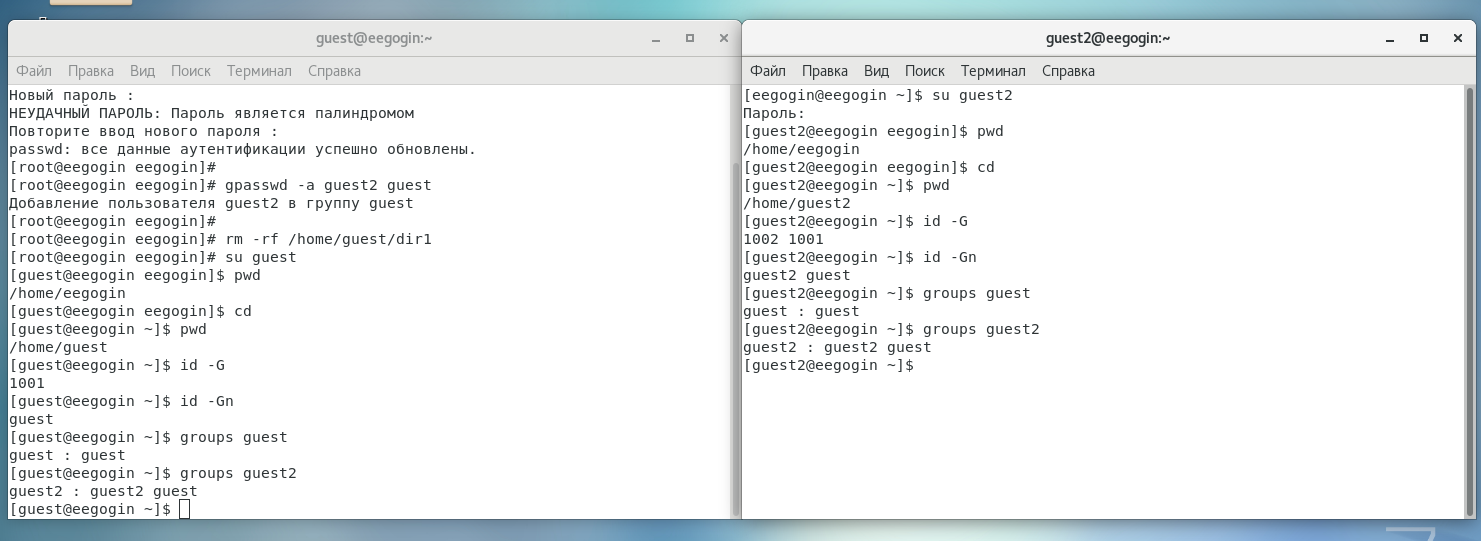 guest@eegogin:~
Файл Правка Вид Поиск Терминал Справка
Новый пароль :
НЕУДАЧНЫЙ ПАРОЛЬ: Пароль является палиндромом
Повторите ввод нового пароля :
passwd: все данные аутентификации успешно обновлены.
[root@eegogin eegogin]#
[root@eegogin eegogin]# gpasswd -a guest2 guest
Добавление пользователя guest2 в группу guest
[root@eegogin eegogin]#
[root@eegogin eegogin]# rm -rf /home/guest/dir1
[root@eegogin eegogin]# su guest
[guest@eegogin eegogin]$ pwd
/home/eegogin
[guest@eegogin eegogin]$ cd
[guest@eegogin ~]$ pwd
/home/guest
[guest@eegogin ~]$ id -G
1001
[guest@eegogin ~]$ id -Gn
guest
[guest@eegogin ~]$ groups guest
guest : guest
[guest@eegogin ~]$ groups guest2
guest2 : guest2 guest
[guest@eegogin ~]$
guest2@eegogin:~
Файл Правка Вид Поиск Терминал Справка
[eegogin@eegogin ~]$ su guest2
Пароль:
[guest2@eegogin eegogin]$ pwd
/home/eegogin
[guest2@eegogin eegogin]$ cd
[guest2@eegogin ~]$ pwd
/home/guest2
[guest2@eegogin ~]$ id -G
1002 1001
[guest2@eegogin ~]$ id -Gn
guest2 guest
[guest2@eegogin ~]$ groups guest
guest : guest
[guest2@eegogin ~]$ groups guest2
guest2 : guest2 guest
[guest2@eegogin ~]$